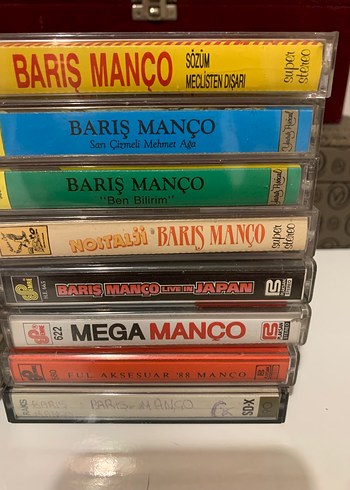 BARIŞ MANÇO
SÖZÜM
MECLİSTEN DIŞARI
super
stereo
BARIŞ MANÇO
Sarı Çizmeli Mehmet Ağa
BARIŞ MANÇO
"Ben Bilirim"
NOSTALJİ BARIŞ MANÇO
super
stereo
BARIŞ MANÇO LIVE IN JAPAN
622
MEGA MANÇO
FUL AKSESUAR '88 MANÇO
BARIŞ MANÇO
SD-X